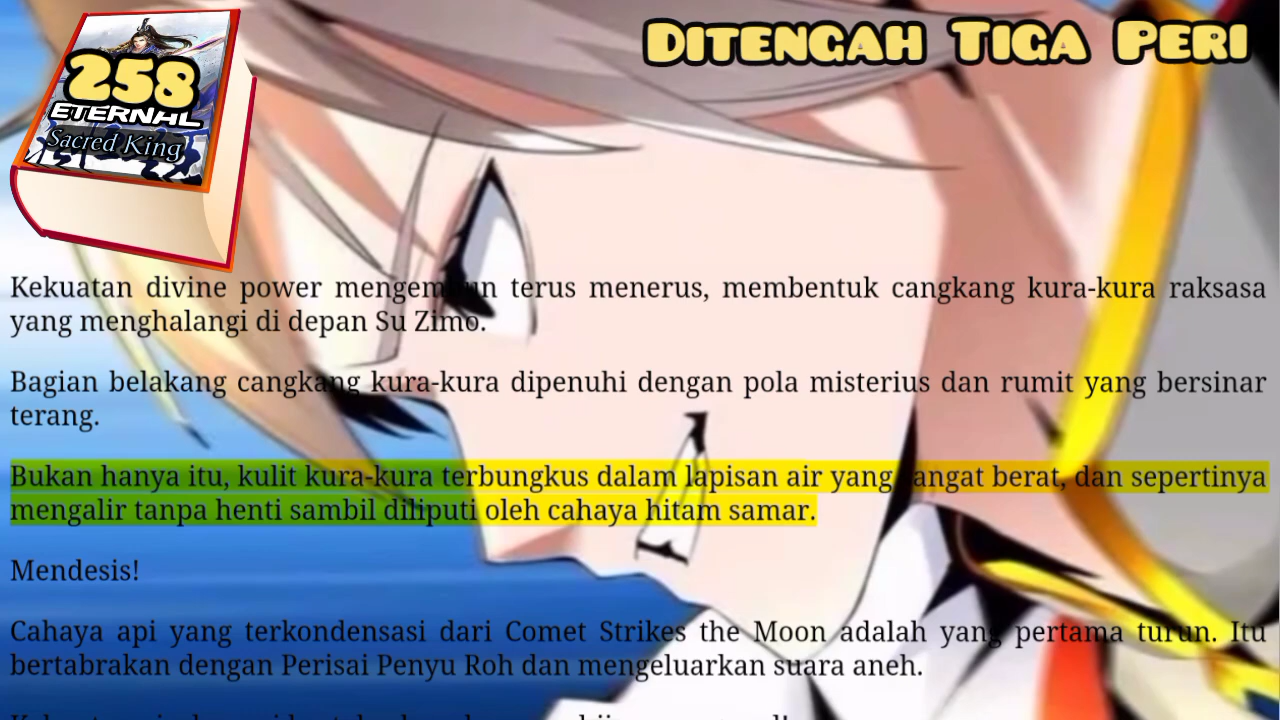 258
ETERNAL
Sacred King
DITENGAH TIGA PERI
Kekuatan divine power mengembun terus menerus, membentuk cangkang kura-kura raksasa
yang menghalangi di depan Su Zimo.
Bagian belakang cangkang kura-kura dipenuhi dengan pola misterius dan rumit yang bersinar
terang.
Bukan hanya itu, kulit kura-kura terbungkus dalam lapisan air yang sangat berat, dan sepertinya
mengalir tanpa henti sambil diliputi oleh cahaya hitam samar.
Mendesis!
Cahaya api yang terkondensasi dari Comet Strikes the Moon adalah yang pertama turun. Itu
bertabrakan dengan Perisai Penyu Roh dan mengeluarkan suara aneh.